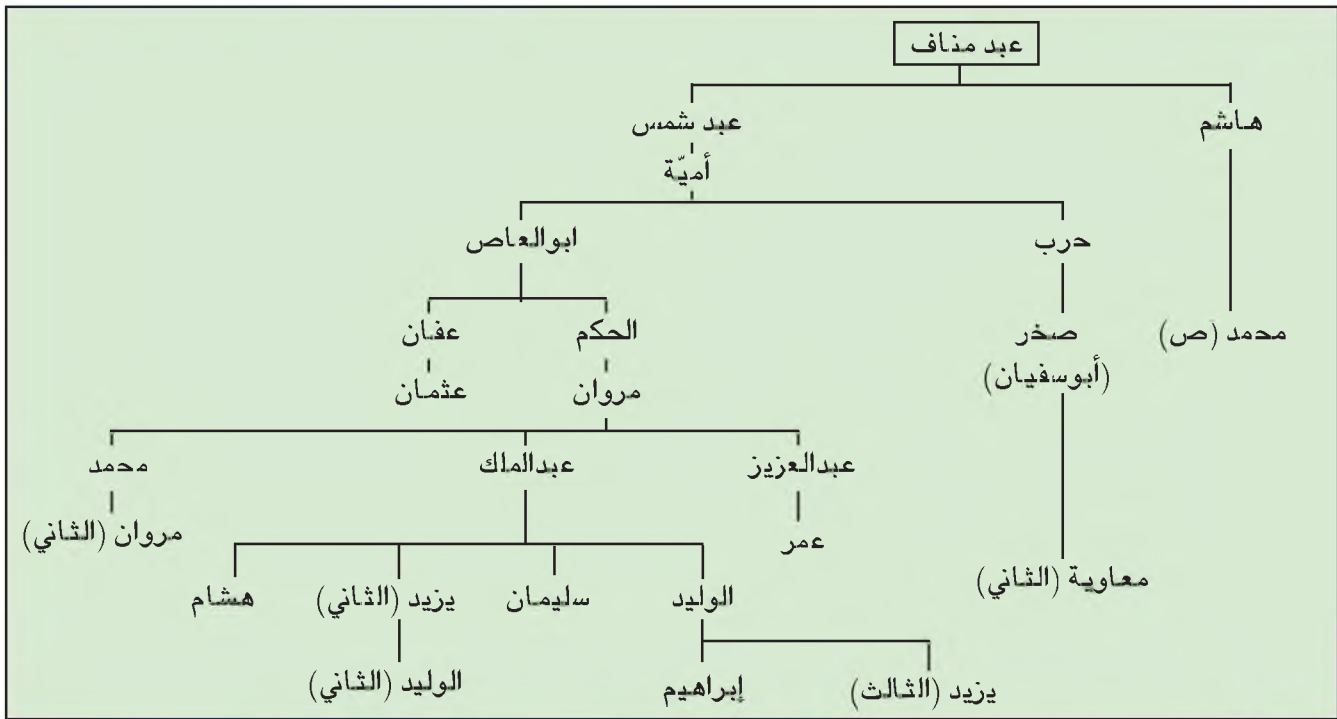 عبد مناف
هاشم
عبد شمس
أميّة
حرب
ابوالعاص
محمد (ص)
صخر
(أبوسفيان)
الحكم
عفان
مروان
عثمان
عبدالعزيز
عبدالملك
محمد
عمر
مروان (الثاني)
معاوية (الثاني)
الوليد
سليمان
يزيد (الثاني)
هشام
يزيد (الثالث)
إبراهيم
الوليد (الثاني)